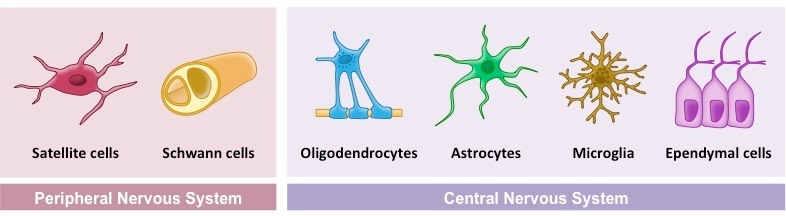 Satellite cells
Schwann cells
Oligodendrocytes
Astrocytes
Microglia
Ependymal cells
Peripheral Nervous System
Central Nervous System